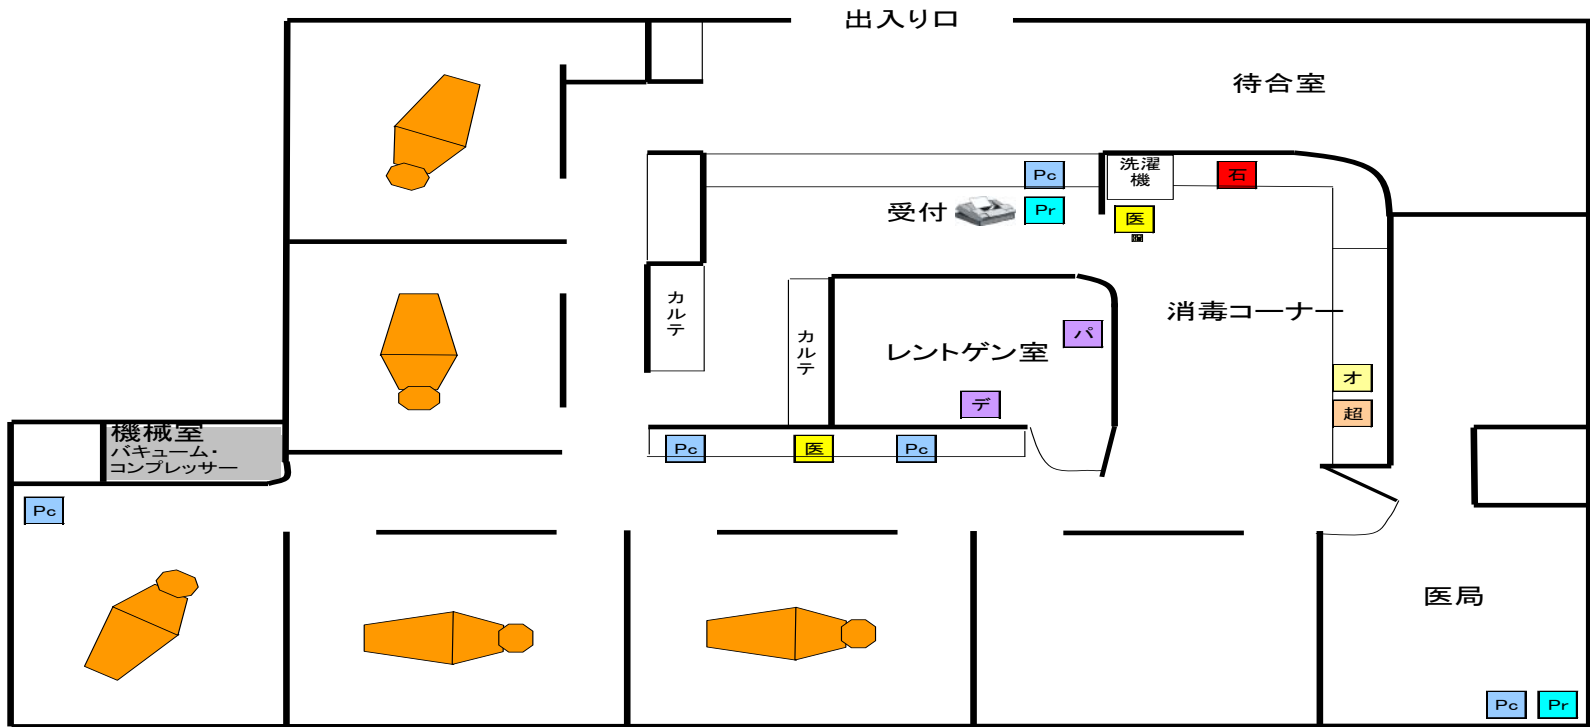 出入り口
待合室
Pc
洗濯
機
石
受付
Pr
医
カルテ
カルテ
消毒コーナー
パ
レントゲン室
オ
デ
超
機械室
バキューム・
コンプレッサー
Pc
医
Pc
Pc
医局
Pc
Pr